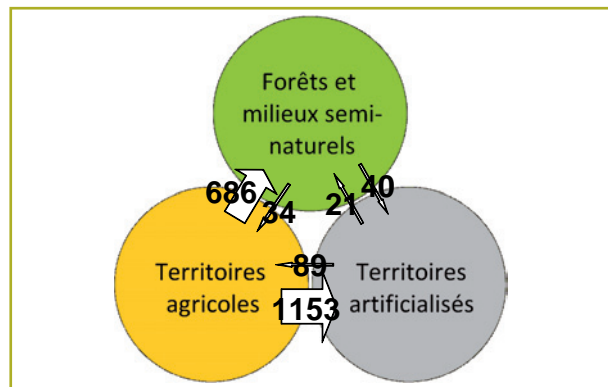 Forêts et
milieux semi-
naturels
686
34
21
40
89
Territoires
agricoles
Territoires
artificialisés
1153